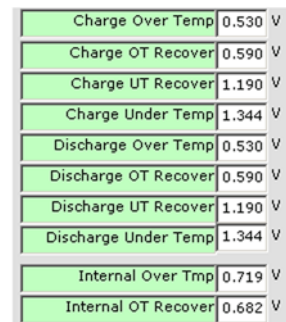 Charge Over Temp 0.530 V
Charge OT Recover 0.590 V
Charge UT Recover 1.190 V
Charge Under Temp 1.344 V
Discharge Over Temp 0.530 V
Discharge OT Recover 0.590 V
Discharge UT Recover 1.190 V
Discharge Under Temp 1.344 V
Internal Over Tmp 0.719 V
Internal OT Recover 0.682 V